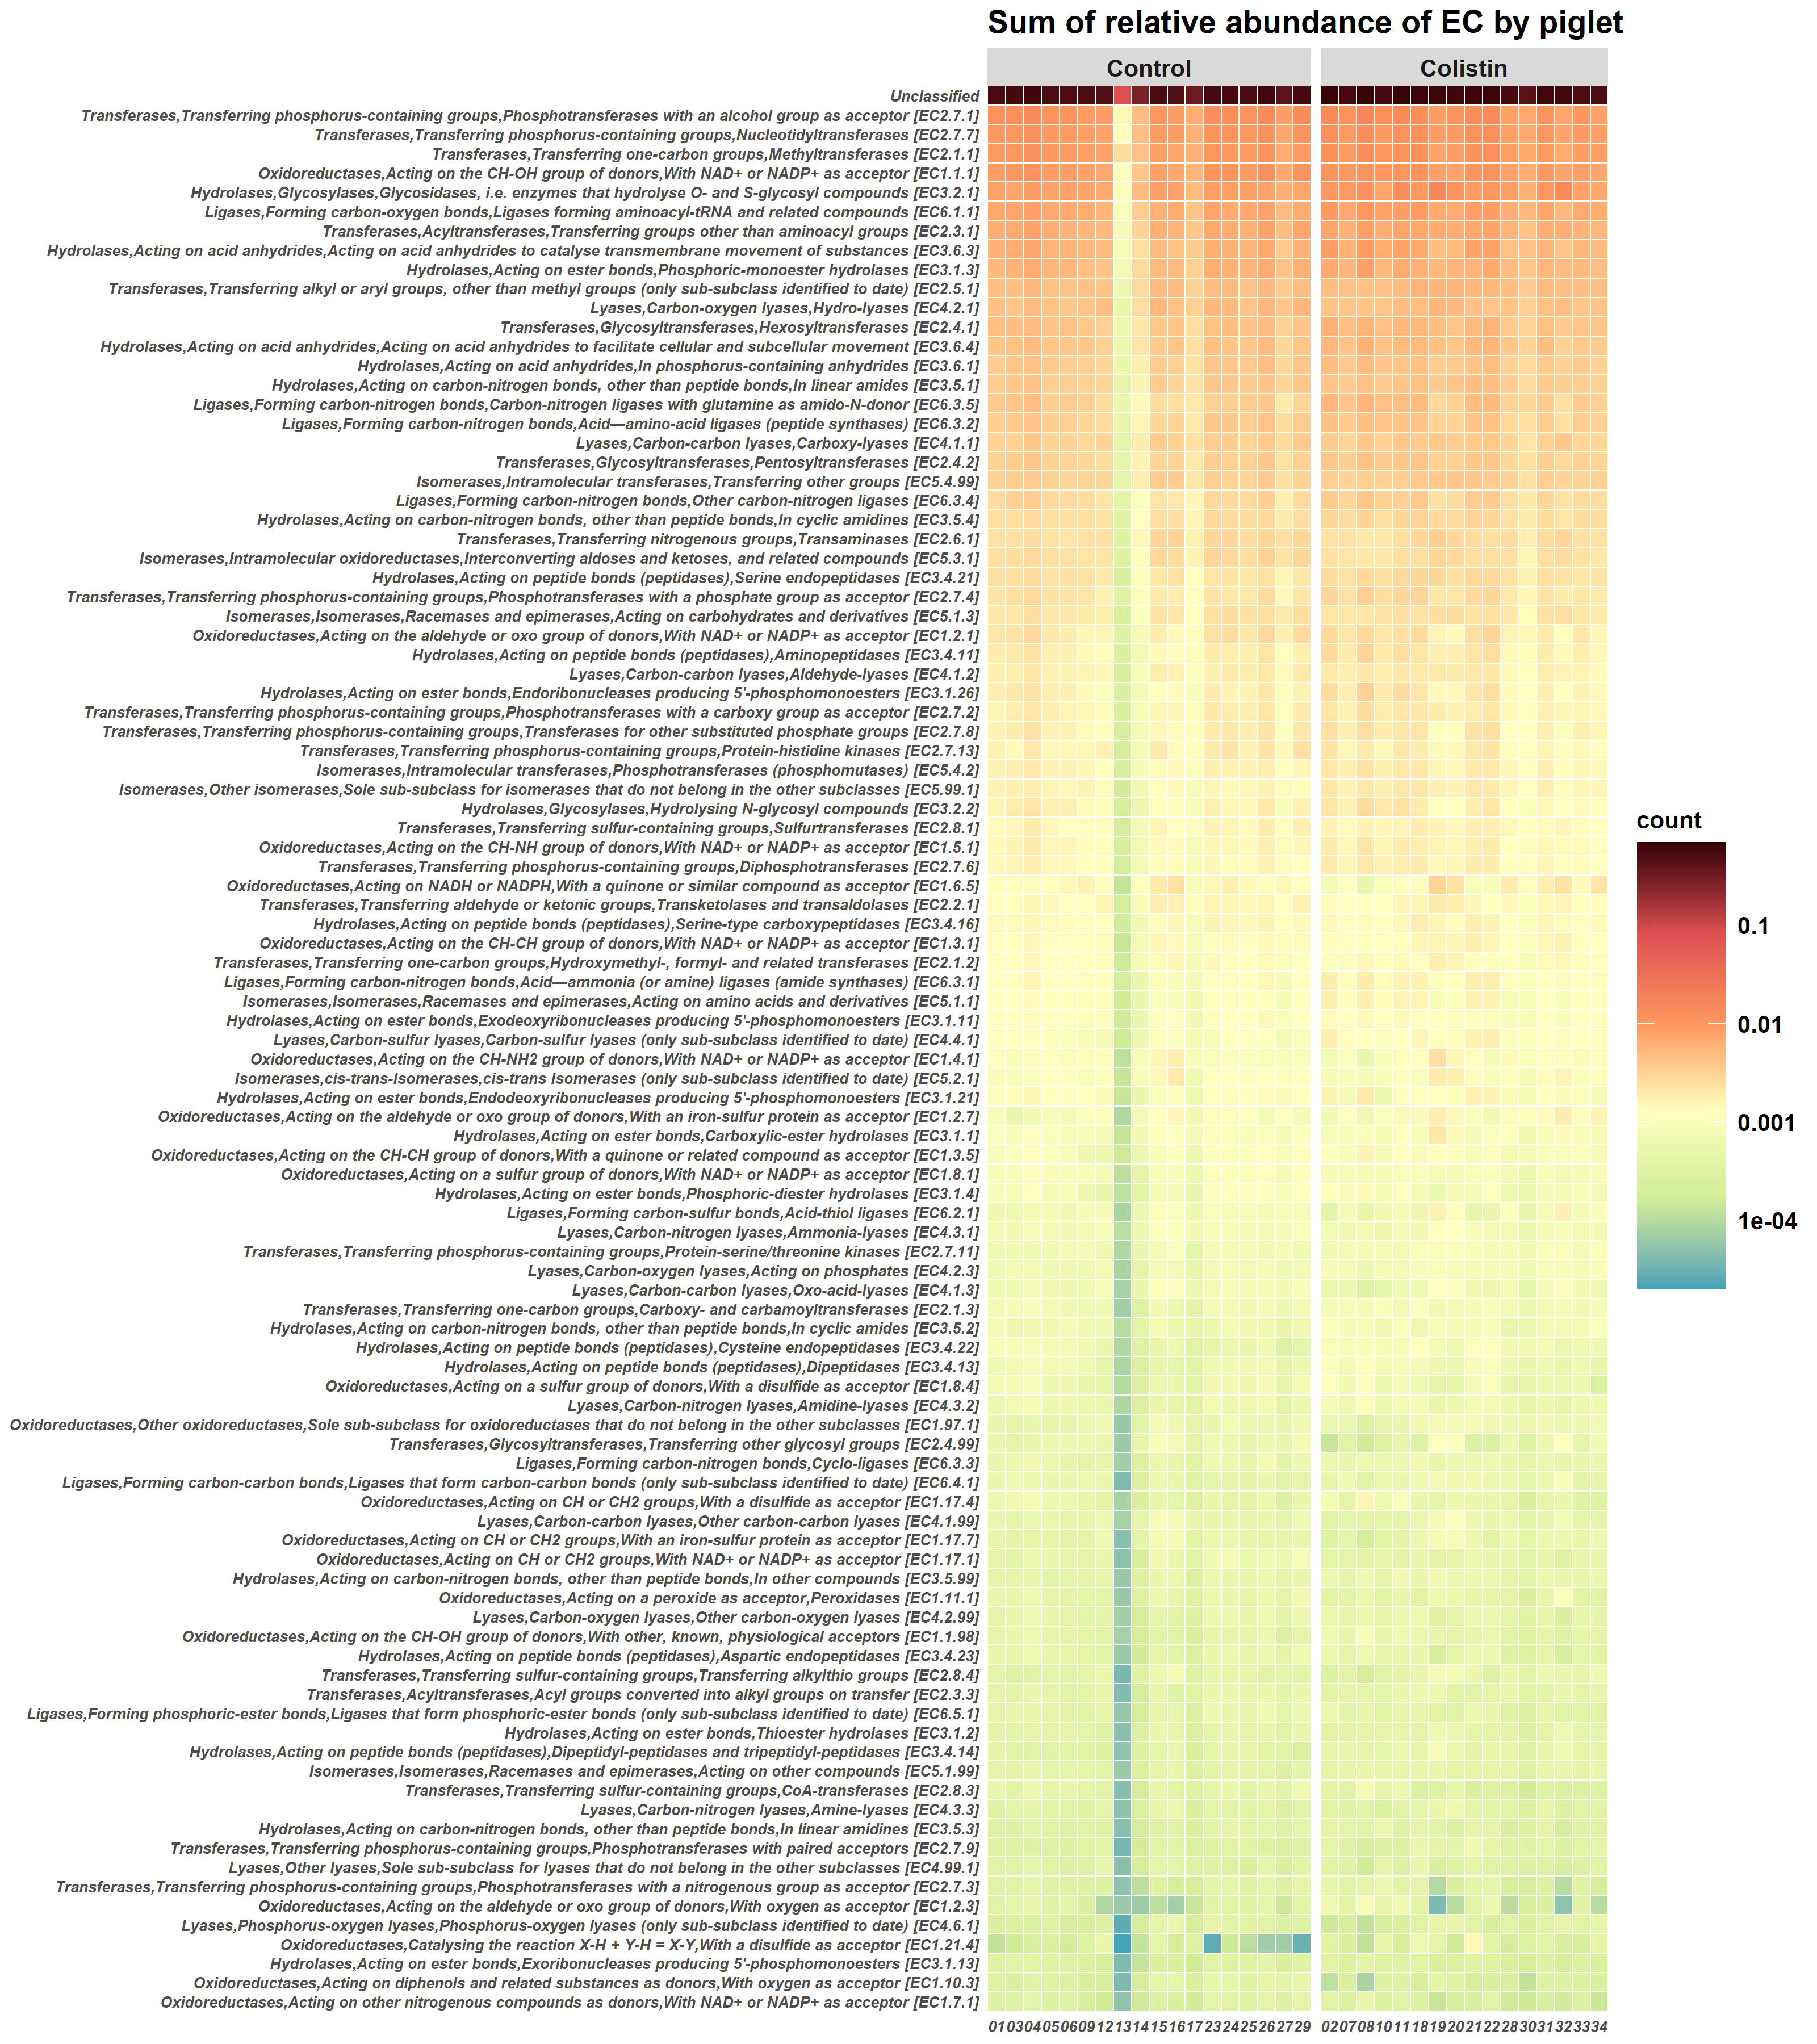 Sum of relative abundance of EC by piglet
Control Colistin
Unclassified
Transferases,Transferring phosphorus-containing groups,Phosphotransferases with an alcohol group as acceptor [EC2.7.1]
Transferases,Transferring phosphorus-containing groups,Nucleotidyltransferases [EC2.7.7]
Transferases,Transferring one-carbon groups,Methyltransferases [EC2.1.1]
Oxidoreductases,Acting on the CH-OH group of donors,With NAD+ or NADP+ as acceptor [EC1.1.1]
Hydrolases,Glycosylases,Glycosidases, i.e. enzymes that hydrolyse O- and S-glycosyl compounds [EC3.2.1]
Ligases,Forming carbon-oxygen bonds,Ligases forming aminoacyl-tRNA and related compounds [EC6.1.1]
Transferases,Acyltransferases,Transferring groups other than aminoacyl groups [EC2.3.1]
Hydrolases,Acting on acid anhydrides,Acting on acid anhydrides to catalyse transmembrane movement of substances [EC3.6.3]
Hydrolases,Acting on ester bonds,Phosphoric-monoester hydrolases [EC3.1.3]
Transferases,Transferring alkyl or aryl groups, other than methyl groups (only sub-subclass identified to date) [EC2.5.1]
Lyases,Carbon-oxygen lyases,Hydro-lyases [EC4.2.1]
Transferases,Glycosyltransferases,Hexosyltransferases [EC2.4.1]
Hydrolases,Acting on acid anhydrides,Acting on acid anhydrides to facilitate cellular and subcellular movement [EC3.6.4]
Hydrolases,Acting on acid anhydrides,In phosphorus-containing anhydrides [EC3.6.1]
Hydrolases,Acting on carbon-nitrogen bonds, other than peptide bonds,In linear amides [EC3.5.1]
Ligases,Forming carbon-nitrogen bonds,Carbon-nitrogen ligases with glutamine as amido-N-donor [EC6.3.5]
Ligases,Forming carbon-nitrogen bonds,Acid—amino-acid ligases (peptide synthases) [EC6.3.2]
Lyases,Carbon-carbon lyases,Carboxy-lyases [EC4.1.1]
Transferases,Glycosyltransferases,Pentosyltransferases [EC2.4.2]
Isomerases,Intramolecular transferases,Transferring other groups [EC5.4.99]
Ligases,Forming carbon-nitrogen bonds,Other carbon-nitrogen ligases [EC6.3.4]
Hydrolases,Acting on carbon-nitrogen bonds, other than peptide bonds,In cyclic amidines [EC3.5.4]
Transferases,Transferring nitrogenous groups,Transaminases [EC2.6.1]
Isomerases,Intramolecular oxidoreductases,Interconverting aldoses and ketoses, and related compounds [EC5.3.1]
Hydrolases,Acting on peptide bonds (peptidases),Serine endopeptidases [EC3.4.21]
Transferases,Transferring phosphorus-containing groups,Phosphotransferases with a phosphate group as acceptor [EC2.7.4]
Isomerases,Isomerases,Racemases and epimerases,Acting on carbohydrates and derivatives [EC5.1.3]
Oxidoreductases,Acting on the aldehyde or oxo group of donors,With NAD+ or NADP+ as acceptor [EC1.2.1]
Hydrolases,Acting on peptide bonds (peptidases),Aminopeptidases [EC3.4.11]
Lyases,Carbon-carbon lyases,Aldehyde-lyases [EC4.1.2]
Hydrolases,Acting on ester bonds,Endoribonucleases producing 5'-phosphomonoesters [EC3.1.26]
Transferases,Transferring phosphorus-containing groups,Phosphotransferases with a carboxy group as acceptor [EC2.7.2]
Transferases,Transferring phosphorus-containing groups,Transferases for other substituted phosphate groups [EC2.7.8]
Transferases,Transferring phosphorus-containing groups,Protein-histidine kinases [EC2.7.13]
Isomerases,Intramolecular transferases,Phosphotransferases (phosphomutases) [EC5.4.2]
Isomerases,Other isomerases,Sole sub-subclass for isomerases that do not belong in the other subclasses [EC5.99.1]
Hydrolases,Glycosylases,Hydrolysing N-glycosyl compounds [EC3.2.2]
Transferases,Transferring sulfur-containing groups,Sulfurtransferases [EC2.8.1]
Oxidoreductases,Acting on the CH-NH group of donors,With NAD+ or NADP+ as acceptor [EC1.5.1]
Transferases,Transferring phosphorus-containing groups,Diphosphotransferases [EC2.7.6]
Oxidoreductases,Acting on NADH or NADPH,With a quinone or similar compound as acceptor [EC1.6.5]
Transferases,Transferring aldehyde or ketonic groups,Transketolases and transaldolases [EC2.2.1]
Hydrolases,Acting on peptide bonds (peptidases),Serine-type carboxypeptidases [EC3.4.16]
Oxidoreductases,Acting on the CH-CH group of donors,With NAD+ or NADP+ as acceptor [EC1.3.1]
Transferases,Transferring one-carbon groups,Hydroxymethyl-, formyl- and related transferases [EC2.1.2]
Ligases,Forming carbon-nitrogen bonds,Acid—ammonia (or amine) ligases (amide synthases) [EC6.3.1]
Isomerases,Isomerases,Racemases and epimerases,Acting on amino acids and derivatives [EC5.1.1]
Hydrolases,Acting on ester bonds,Exodeoxyribonucleases producing 5'-phosphomonoesters [EC3.1.11]
Lyases,Carbon-sulfur lyases,Carbon-sulfur lyases (only sub-subclass identified to date) [EC4.4.1]
Oxidoreductases,Acting on the CH-NH2 group of donors,With NAD+ or NADP+ as acceptor [EC1.4.1]
Isomerases,cis-trans-Isomerases,cis-trans Isomerases (only sub-subclass identified to date) [EC5.2.1]
Hydrolases,Acting on ester bonds,Endodeoxyribonucleases producing 5'-phosphomonoesters [EC3.1.21]
Oxidoreductases,Acting on the aldehyde or oxo group of donors,With an iron-sulfur protein as acceptor [EC1.2.7]
Hydrolases,Acting on ester bonds,Carboxylic-ester hydrolases [EC3.1.1]
Oxidoreductases,Acting on the CH-CH group of donors,With a quinone or related compound as acceptor [EC1.3.5]
Oxidoreductases,Acting on a sulfur group of donors,With NAD+ or NADP+ as acceptor [EC1.8.1]
Hydrolases,Acting on ester bonds,Phosphoric-diester hydrolases [EC3.1.4]
Ligases,Forming carbon-sulfur bonds,Acid-thiol ligases [EC6.2.1]
Lyases,Carbon-nitrogen lyases,Ammonia-lyases [EC4.3.1]
Transferases,Transferring phosphorus-containing groups,Protein-serine/threonine kinases [EC2.7.11]
Lyases,Carbon-oxygen lyases,Acting on phosphates [EC4.2.3]
Lyases,Carbon-carbon lyases,Oxo-acid-lyases [EC4.1.3]
Transferases,Transferring one-carbon groups,Carboxy- and carbamoyltransferases [EC2.1.3]
Hydrolases,Acting on carbon-nitrogen bonds, other than peptide bonds,In cyclic amides [EC3.5.2]
Hydrolases,Acting on peptide bonds (peptidases),Cysteine endopeptidases [EC3.4.22]
Hydrolases,Acting on peptide bonds (peptidases),Dipeptidases [EC3.4.13]
Oxidoreductases,Acting on a sulfur group of donors,With a disulfide as acceptor [EC1.8.4]
Lyases,Carbon-nitrogen lyases,Amidine-lyases [EC4.3.2]
Oxidoreductases,Other oxidoreductases,Sole sub-subclass for oxidoreductases that do not belong in the other subclasses [EC1.97.1]
Transferases,Glycosyltransferases,Transferring other glycosyl groups [EC2.4.99]
Ligases,Forming carbon-nitrogen bonds,Cyclo-ligases [EC6.3.3]
Ligases,Forming carbon-carbon bonds,Ligases that form carbon-carbon bonds (only sub-subclass identified to date) [EC6.4.1]
Oxidoreductases,Acting on CH or CH2 groups,With a disulfide as acceptor [EC1.17.4]
Lyases,Carbon-carbon lyases,Other carbon-carbon lyases [EC4.1.99]
Oxidoreductases,Acting on CH or CH2 groups,With an iron-sulfur protein as acceptor [EC1.17.7]
Oxidoreductases,Acting on CH or CH2 groups,With NAD+ or NADP+ as acceptor [EC1.17.1]
Hydrolases,Acting on carbon-nitrogen bonds, other than peptide bonds,In other compounds [EC3.5.99]
Oxidoreductases,Acting on a peroxide as acceptor,Peroxidases [EC1.11.1]
Lyases,Carbon-oxygen lyases,Other carbon-oxygen lyases [EC4.2.99]
Oxidoreductases,Acting on the CH-OH group of donors,With other, known, physiological acceptors [EC1.1.98]
Hydrolases,Acting on peptide bonds (peptidases),Aspartic endopeptidases [EC3.4.23]
Transferases,Transferring sulfur-containing groups,Transferring alkylthio groups [EC2.8.4]
Transferases,Acyltransferases,Acyl groups converted into alkyl groups on transfer [EC2.3.3]
Ligases,Forming phosphoric-ester bonds,Ligases that form phosphoric-ester bonds (only sub-subclass identified to date) [EC6.5.1]
Hydrolases,Acting on ester bonds,Thioester hydrolases [EC3.1.2]
Hydrolases,Acting on peptide bonds (peptidases),Dipeptidyl-peptidases and tripeptidyl-peptidases [EC3.4.14]
Isomerases,Isomerases,Racemases and epimerases,Acting on other compounds [EC5.1.99]
Transferases,Transferring sulfur-containing groups,CoA-transferases [EC2.8.3]
Lyases,Carbon-nitrogen lyases,Amine-lyases [EC4.3.3]
Hydrolases,Acting on carbon-nitrogen bonds, other than peptide bonds,In linear amidines [EC3.5.3]
Transferases,Transferring phosphorus-containing groups,Phosphotransferases with paired acceptors [EC2.7.9]
Lyases,Other lyases,Sole sub-subclass for lyases that do not belong in the other subclasses [EC4.99.1]
Transferases,Transferring phosphorus-containing groups,Phosphotransferases with a nitrogenous group as acceptor [EC2.7.3]
Oxidoreductases,Acting on the aldehyde or oxo group of donors,With oxygen as acceptor [EC1.2.3]
Lyases,Phosphorus-oxygen lyases,Phosphorus-oxygen lyases (only sub-subclass identified to date) [EC4.6.1]
Oxidoreductases,Catalysing the reaction X-H + Y-H = X-Y,With a disulfide as acceptor [EC1.21.4]
Hydrolases,Acting on ester bonds,Exoribonucleases producing 5'-phosphomonoesters [EC3.1.13]
Oxidoreductases,Acting on diphenols and related substances as donors,With oxygen as acceptor [EC1.10.3]
Oxidoreductases,Acting on other nitrogenous compounds as donors,With NAD+ or NADP+ as acceptor [EC1.7.1]
01 03 04 05 06 09 12 13 14 15 16 17 23 24 25 26 27 29 02 07 08 10 11 18 19 20 21 22 28 30 31 32 33 34
count
0.1
0.01
0.001
1e-04